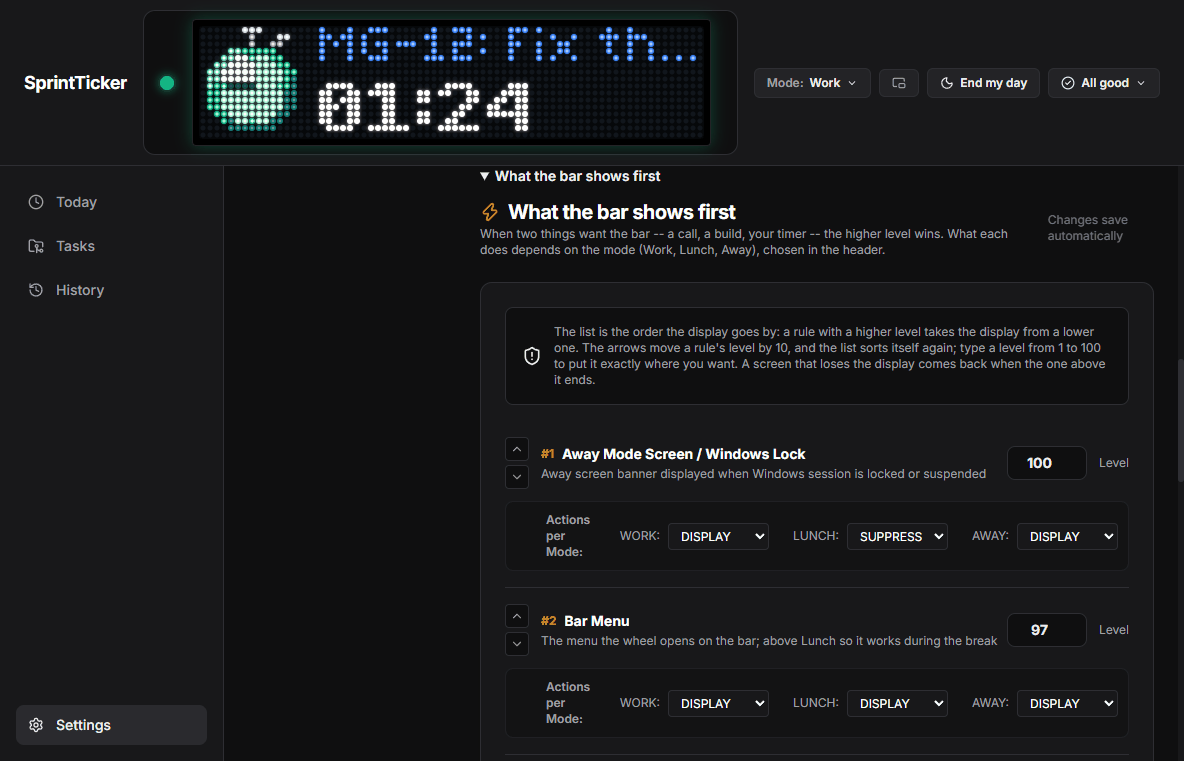 SprintTicker
MG-12: Fix th...
01:24
Mode: Work
End my day
All good
Today
Tasks
History
Settings
What the bar shows first
What the bar shows first
When two things want the bar -- a call, a build, your timer -- the higher level wins. What each
does depends on the mode (Work, Lunch, Away), chosen in the header.
Changes save
automatically
The list is the order the display goes by: a rule with a higher level takes the display from a lower
one. The arrows move a rule's level by 10, and the list sorts itself again; type a level from 1 to 100
to put it exactly where you want. A screen that loses the display comes back when the one above
it ends.
#1 Away Mode Screen / Windows Lock
Away screen banner displayed when Windows session is locked or suspended
100 Level
Actions
per
Mode:
WORK: DISPLAY LUNCH: SUPPRESS AWAY: DISPLAY
#2 Bar Menu
The menu the wheel opens on the bar; above Lunch so it works during the break
97 Level
Actions
per
Mode:
WORK: DISPLAY LUNCH: DISPLAY AWAY: DISPLAY